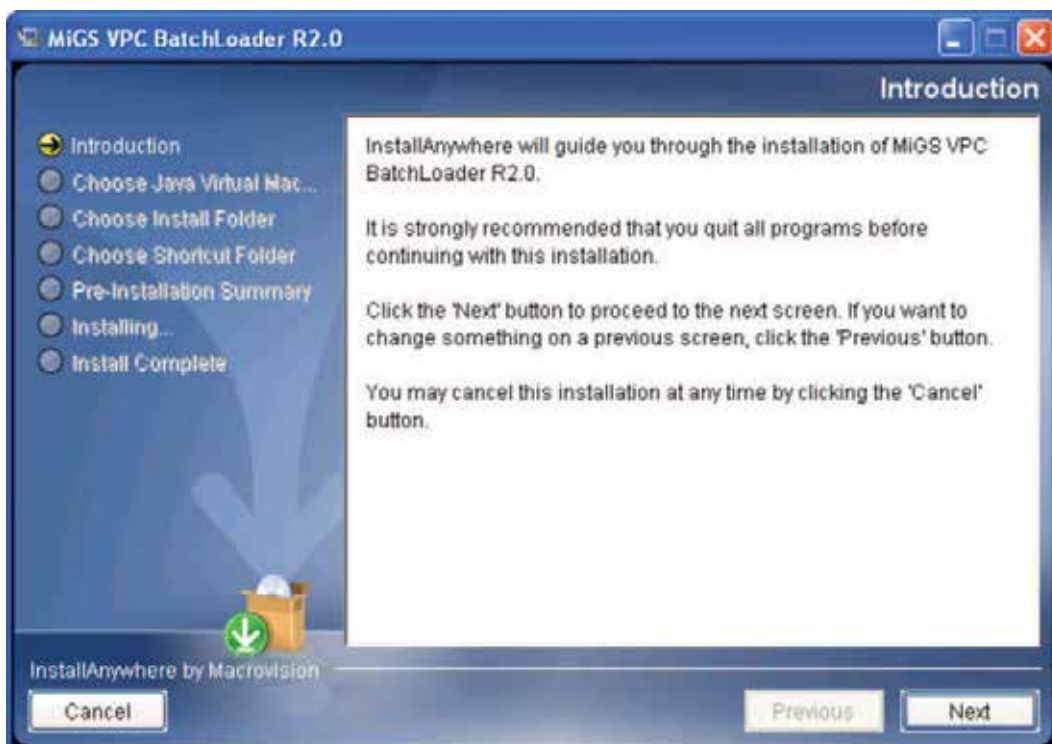 MiGS VPC BatchLoader R2.0
Introduction
Introduction
Choose Java Virtual Mac...
Choose Install Folder
Choose Shortcut Folder
Pre-Installation Summary
Installing...
Install Complete
InstallAnywhere will guide you through the installation of MiGS VPC
BatchLoader R2.0.
It is strongly recommended that you quit all programs before
continuing with this installation.
Click the 'Next' button to proceed to the next screen. If you want to
change something on a previous screen, click the 'Previous' button.
You may cancel this installation at any time by clicking the 'Cancel'
button.
InstallAnywhere by Macrovision
Cancel
Previous
Next